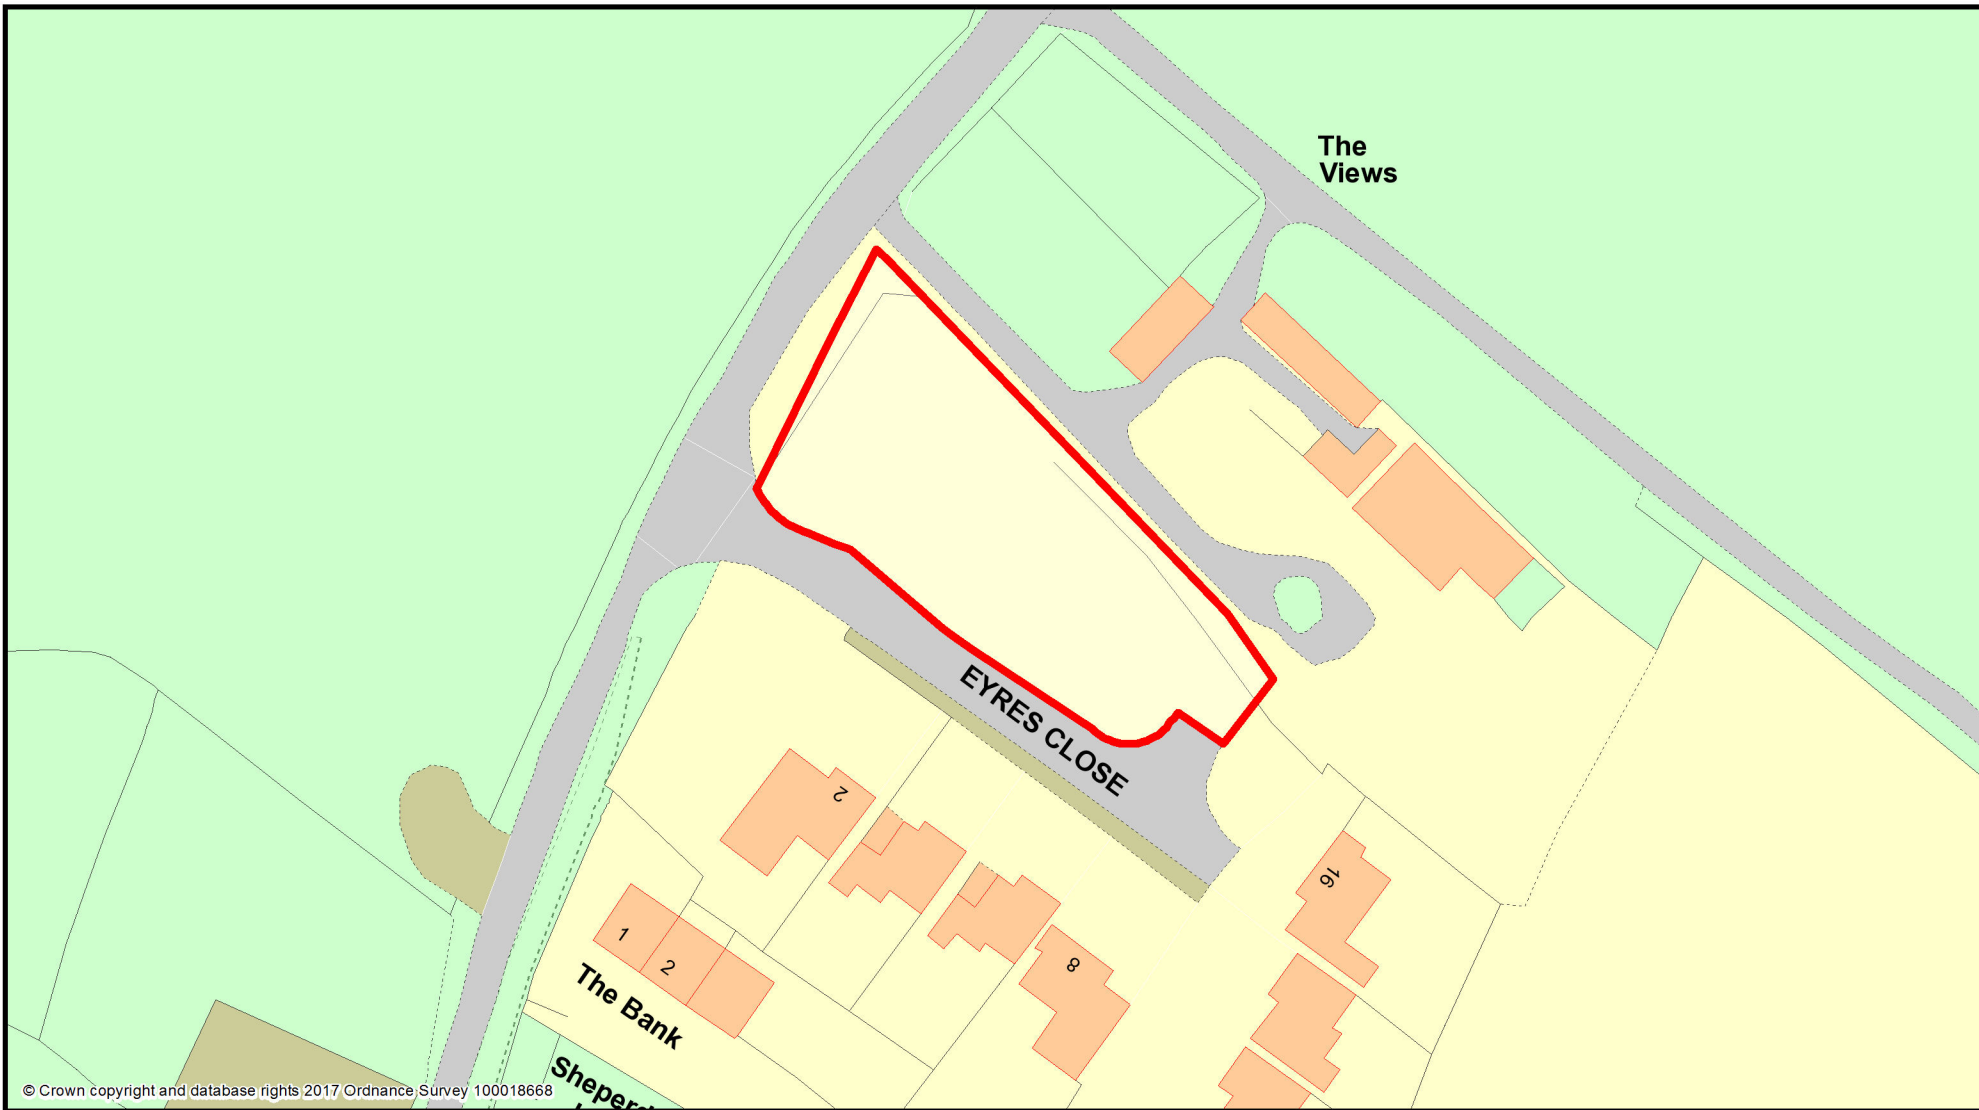 The
Views
EYRES CLOSE
2
16
8
1
2
The Bank
© Crown copyright and database rights 2017 Ordnance Survey 100018668